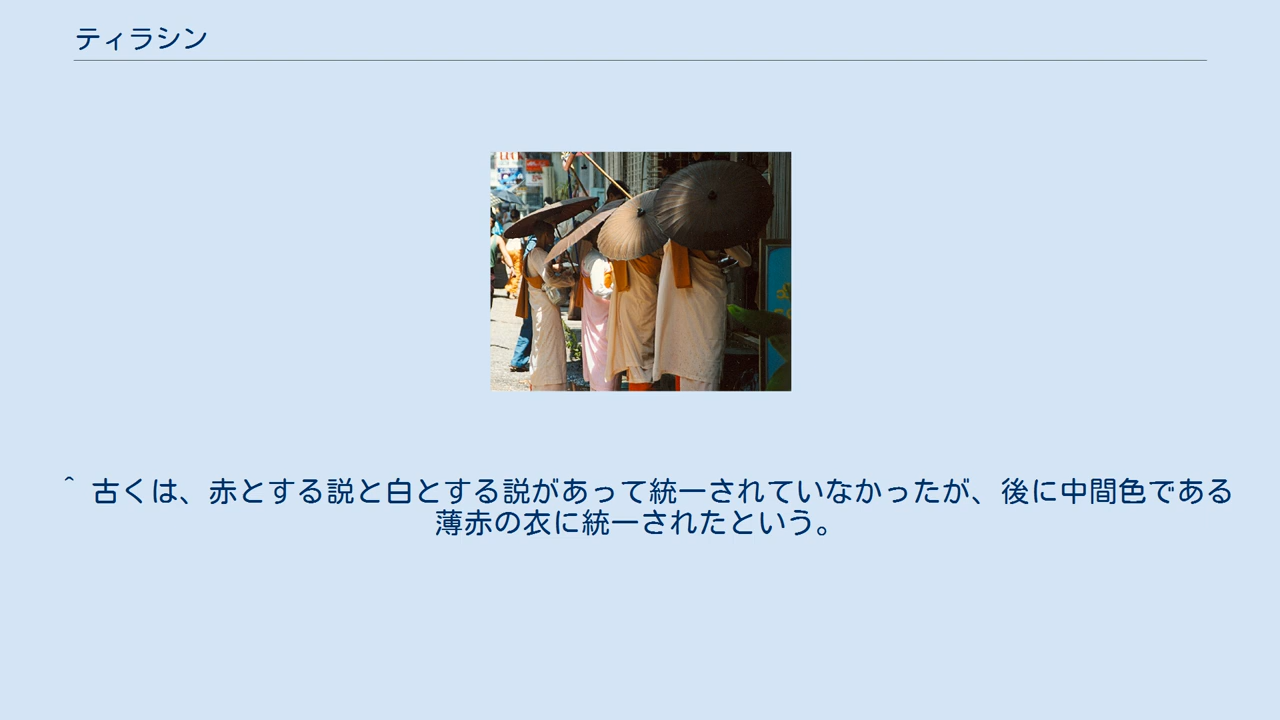 ティラシン
^ 古くは、赤とする説と白とする説があって統一されていなかったが、後に中間色である
薄赤の衣に統一されたという。